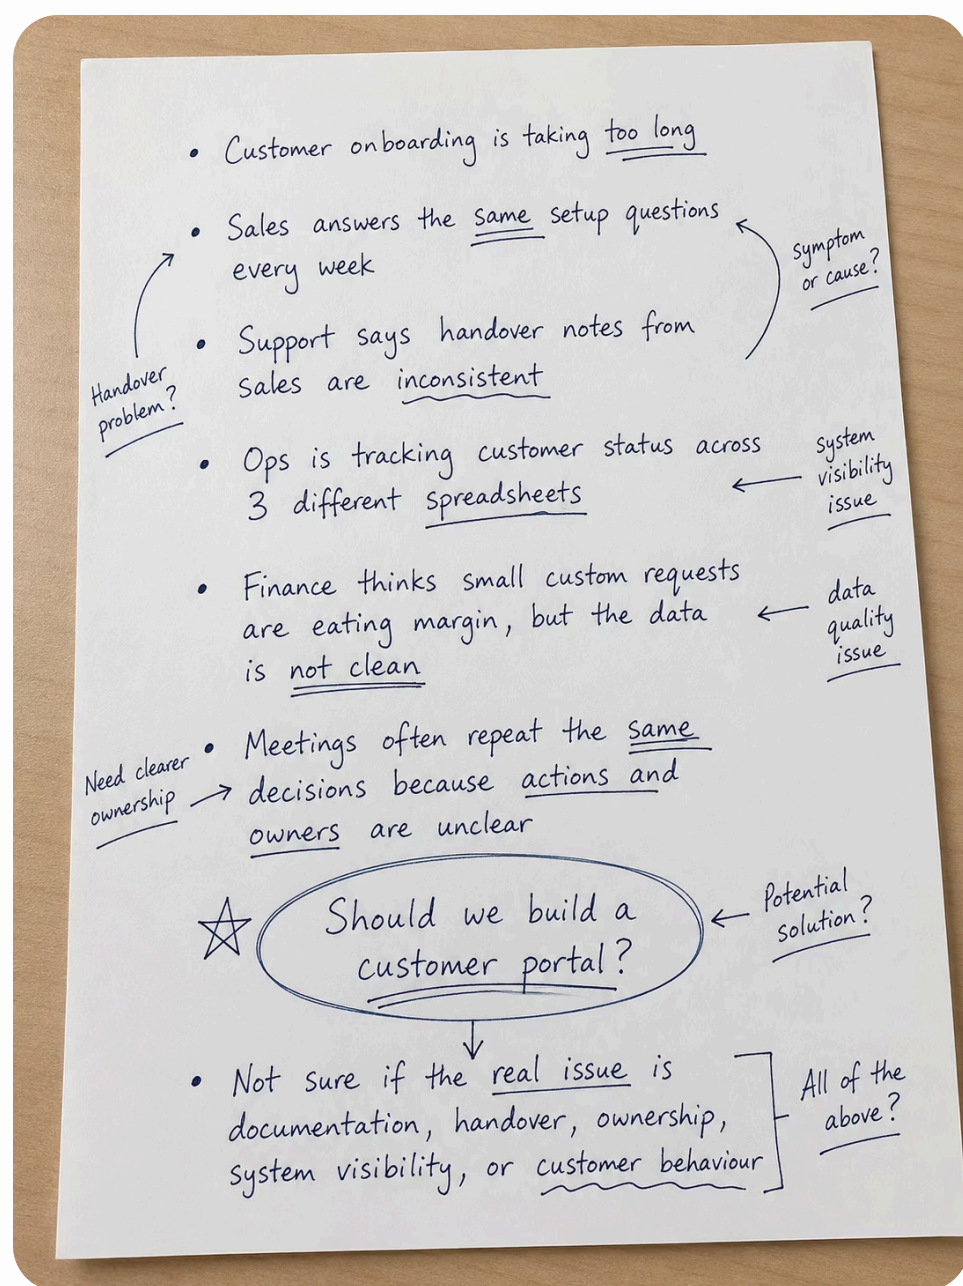 • Customer onboarding is taking too long
• Sales answers the same setup questions
every week
symptom
or cause?
• Support says handover notes from
sales are inconsistent
Handover
problem?
• Ops is tracking customer status across
3 different spreadsheets
system
visibility
issue
• Finance thinks small custom requests
are eating margin, but the data
is not clean
data
quality
issue
• Meetings often repeat the same
decisions because actions and
owners are unclear
Need clearer
ownership
Should we build a
customer portal?
Potential
solution?
• Not sure if the real issue is
documentation, handover, ownership,
system visibility, or customer behaviour
All of the
above?